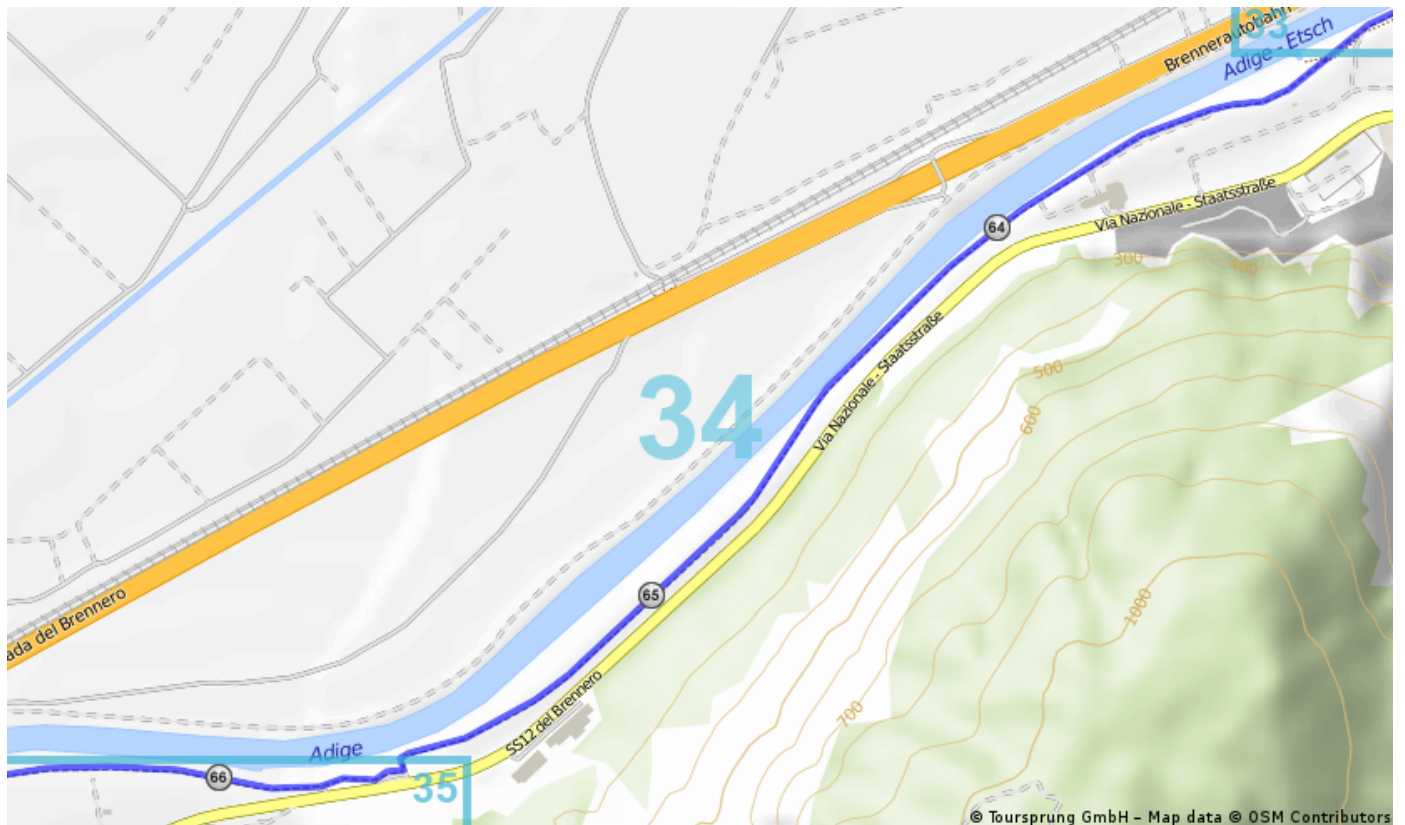 33
Brennerautobahn
Adige - Etsch
Via Nazionale - Staatsstraße
64
300
400
Via Nazionale - Staatsstraße
500
34
600
65
1000
ada del Brennero
700
SS12 del Brennero
Adige
66
35
© Toursprung GmbH – Map data © OSM Contributors